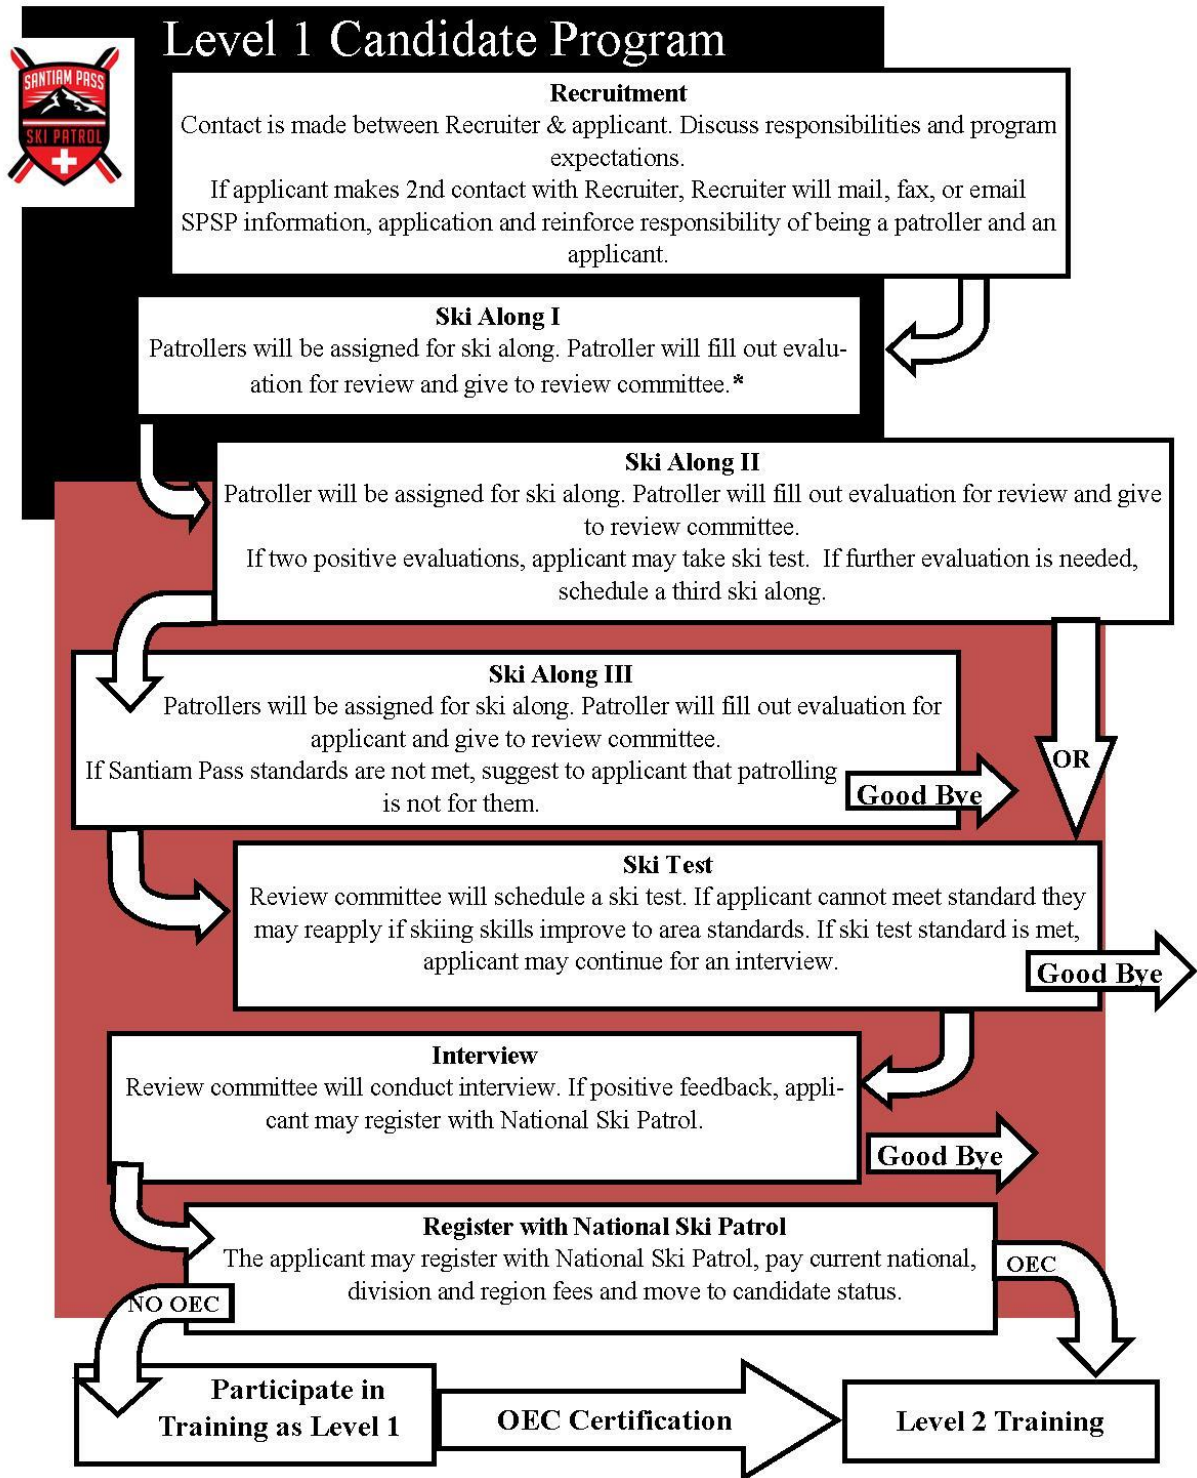 Level 1 Candidate Program
SANTIAM PASS
SKI PATROL
Recruitment
Contact is made between Recruiter & applicant. Discuss responsibilities and program
expectations.
If applicant makes 2nd contact with Recruiter, Recruiter will mail, fax, or email
SPSP information, application and reinforce responsibility of being a patroller and an
applicant.
Ski Along I
Patrollers will be assigned for ski along. Patroller will fill out evalu-
ation for review and give to review committee.*
Ski Along II
Patroller will be assigned for ski along. Patroller will fill out evaluation for review and give
to review committee.
If two positive evaluations, applicant may take ski test. If further evaluation is needed,
schedule a third ski along.
Ski Along III
Patrollers will be assigned for ski along. Patroller will fill out evaluation for
applicant and give to review committee.
If Santiam Pass standards are not met, suggest to applicant that patrolling
is not for them.
Good Bye
OR
Ski Test
Review committee will schedule a ski test. If applicant cannot meet standard they
may reapply if skiing skills improve to area standards. If ski test standard is met,
applicant may continue for an interview.
Good Bye
Interview
Review committee will conduct interview. If positive feedback, appli-
cant may register with National Ski Patrol.
Good Bye
Register with National Ski Patrol
The applicant may register with National Ski Patrol, pay current national,
division and region fees and move to candidate status.
OEC
NO OEC
Participate in
Training as Level 1
OEC Certification
Level 2 Training